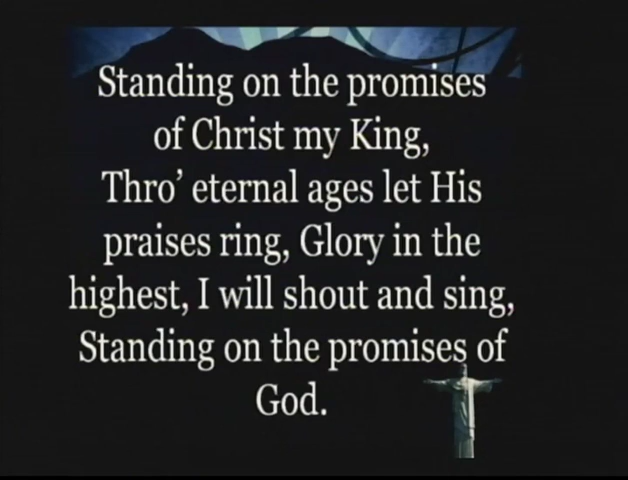 Standing on the promises
of Christ my King,
Thro’ eternal ages let His
praises ring, Glory in the
highest, I will shout and sing,
Standing on the promises of
God.